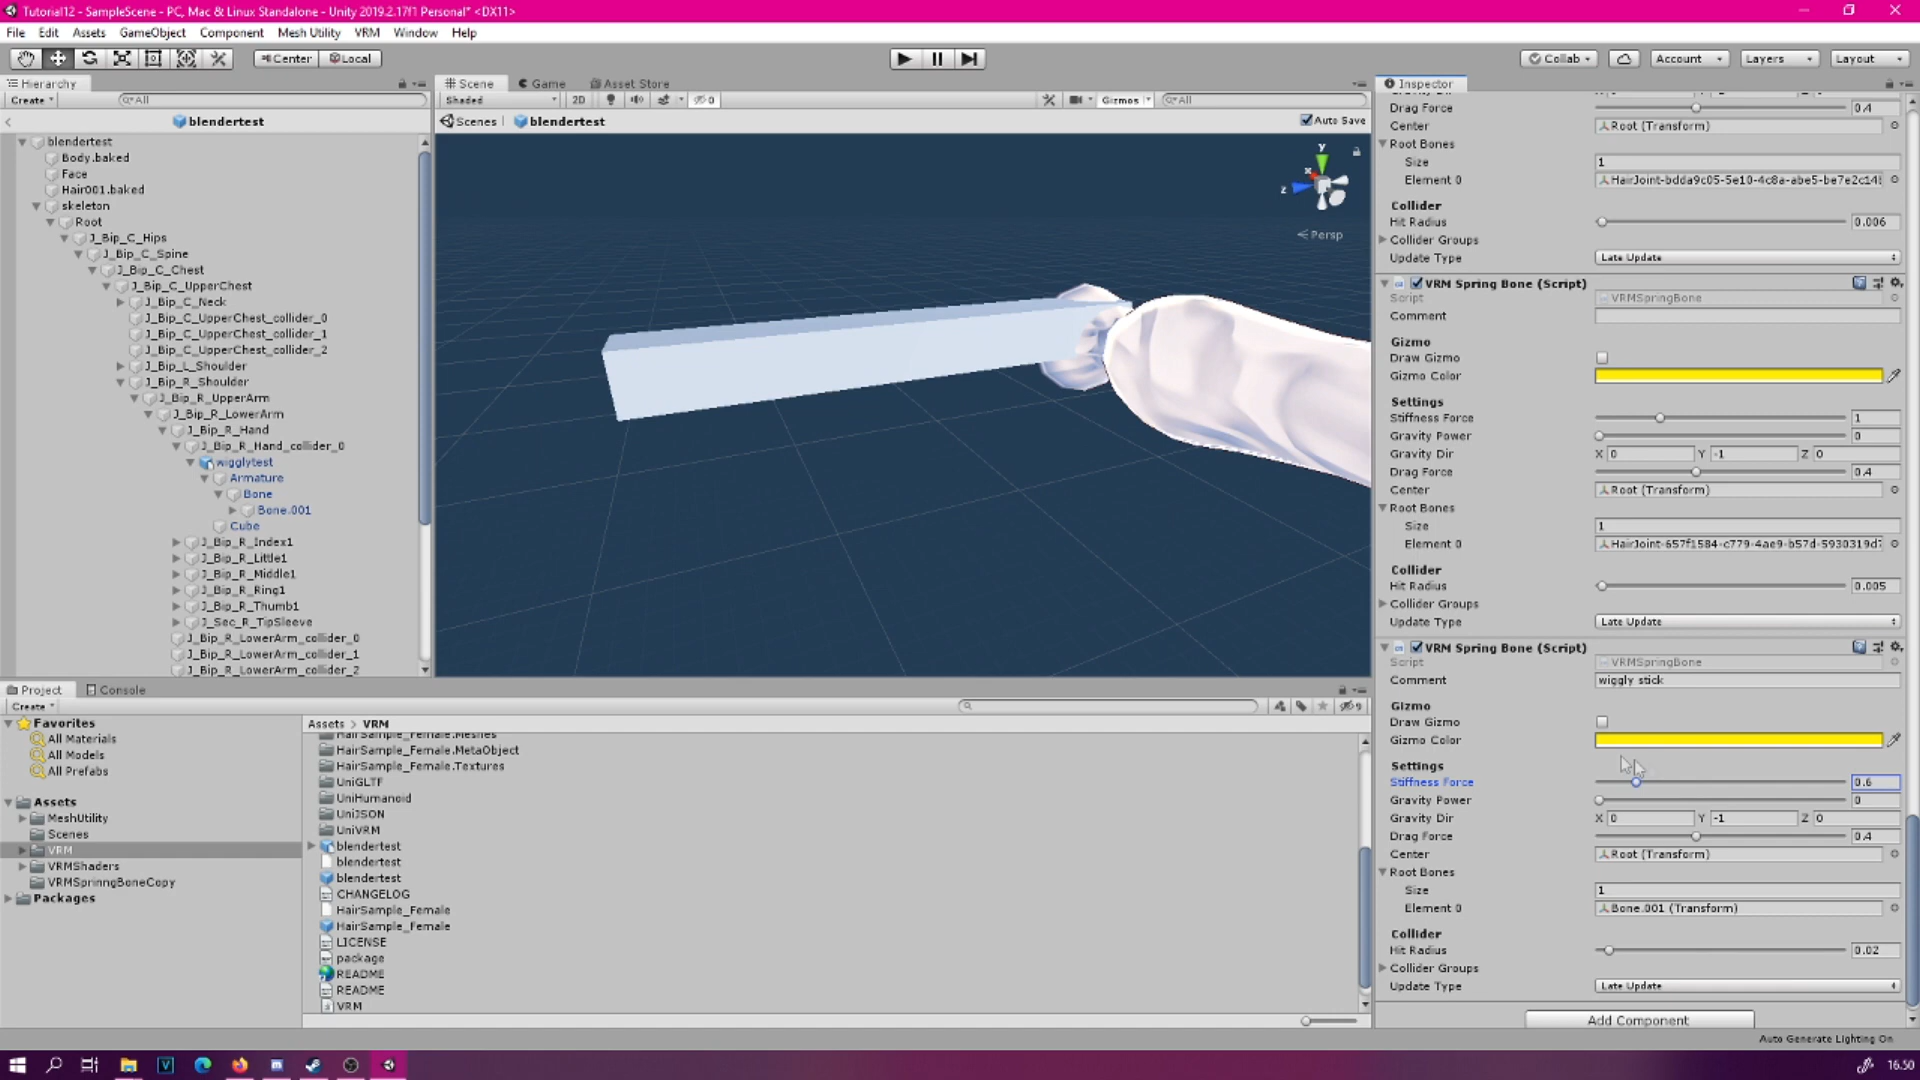 Tutorial12 - SampleScene - PC, Mac & Linux Standalone - Unity 2019.2.17f1 Personal* <DX11>
File Edit Assets GameObject Component Mesh Utility VRM Window Help
Center Local Collab Account Layers Layout
Hierarchy
Create All
blendertest
blendertest
Body.baked
Face
Hair001.baked
skeleton
Root
J_Bip_C_Hips
J_Bip_C_Spine
J_Bip_C_Chest
J_Bip_C_UpperChest
J_Bip_C_Neck
J_Bip_C_UpperChest_collider_0
J_Bip_C_UpperChest_collider_1
J_Bip_C_UpperChest_collider_2
J_Bip_L_Shoulder
J_Bip_R_Shoulder
J_Bip_R_UpperArm
J_Bip_R_LowerArm
J_Bip_R_Hand
J_Bip_R_Hand_collider_0
wigglytest
Armature
Bone
Bone.001
Cube
J_Bip_R_Index1
J_Bip_R_Little1
J_Bip_R_Middle1
J_Bip_R_Ring1
J_Bip_R_Thumb1
J_Sec_R_TipSleeve
J_Bip_R_LowerArm_collider_0
J_Bip_R_LowerArm_collider_1
J_Bip_R_LowerArm_collider_2
Scene Game Asset Store
Shaded 2D 0 Gizmos All
Scenes blendertest Auto Save
y
x
z
Persp
Inspector
Drag Force 0.4
Center Root (Transform)
Root Bones
Size 1
Element 0 HairJoint-bdda9c05-5e10-4c8a-abe5-be7e2c14
Collider
Hit Radius 0.006
Collider Groups
Update Type Late Update
VRM Spring Bone (Script)
Script VRMSpringBone
Comment
Gizmo
Draw Gizmo
Gizmo Color
Settings
Stiffness Force 1
Gravity Power 0
Gravity Dir X 0 Y -1 Z 0
Drag Force 0.4
Center Root (Transform)
Root Bones
Size 1
Element 0 HairJoint-657f1584-c779-4ae9-b57d-5930319d
Collider
Hit Radius 0.005
Collider Groups
Update Type Late Update
VRM Spring Bone (Script)
Script VRMSpringBone
Comment wiggly stick
Gizmo
Draw Gizmo
Gizmo Color
Settings
Stiffness Force 0.6
Gravity Power 0
Gravity Dir X 0 Y -1 Z 0
Drag Force 0.4
Center Root (Transform)
Root Bones
Size 1
Element 0 Bone.001 (Transform)
Collider
Hit Radius 0.02
Collider Groups
Update Type Late Update
Add Component
Project Console
Create 9
Favorites
All Materials
All Models
All Prefabs
Assets
MeshUtility
Scenes
VRM
VRMShaders
VRMSprinngBoneCopy
Packages
Assets > VRM
HairSample_Female.Meshes
HairSample_Female.MetaObject
HairSample_Female.Textures
UniGLTF
UniHumanoid
UniJSON
UniVRM
blendertest
blendertest
blendertest
CHANGELOG
HairSample_Female
HairSample_Female
LICENSE
package
README
README
VRM
Auto Generate Lighting On
16.50